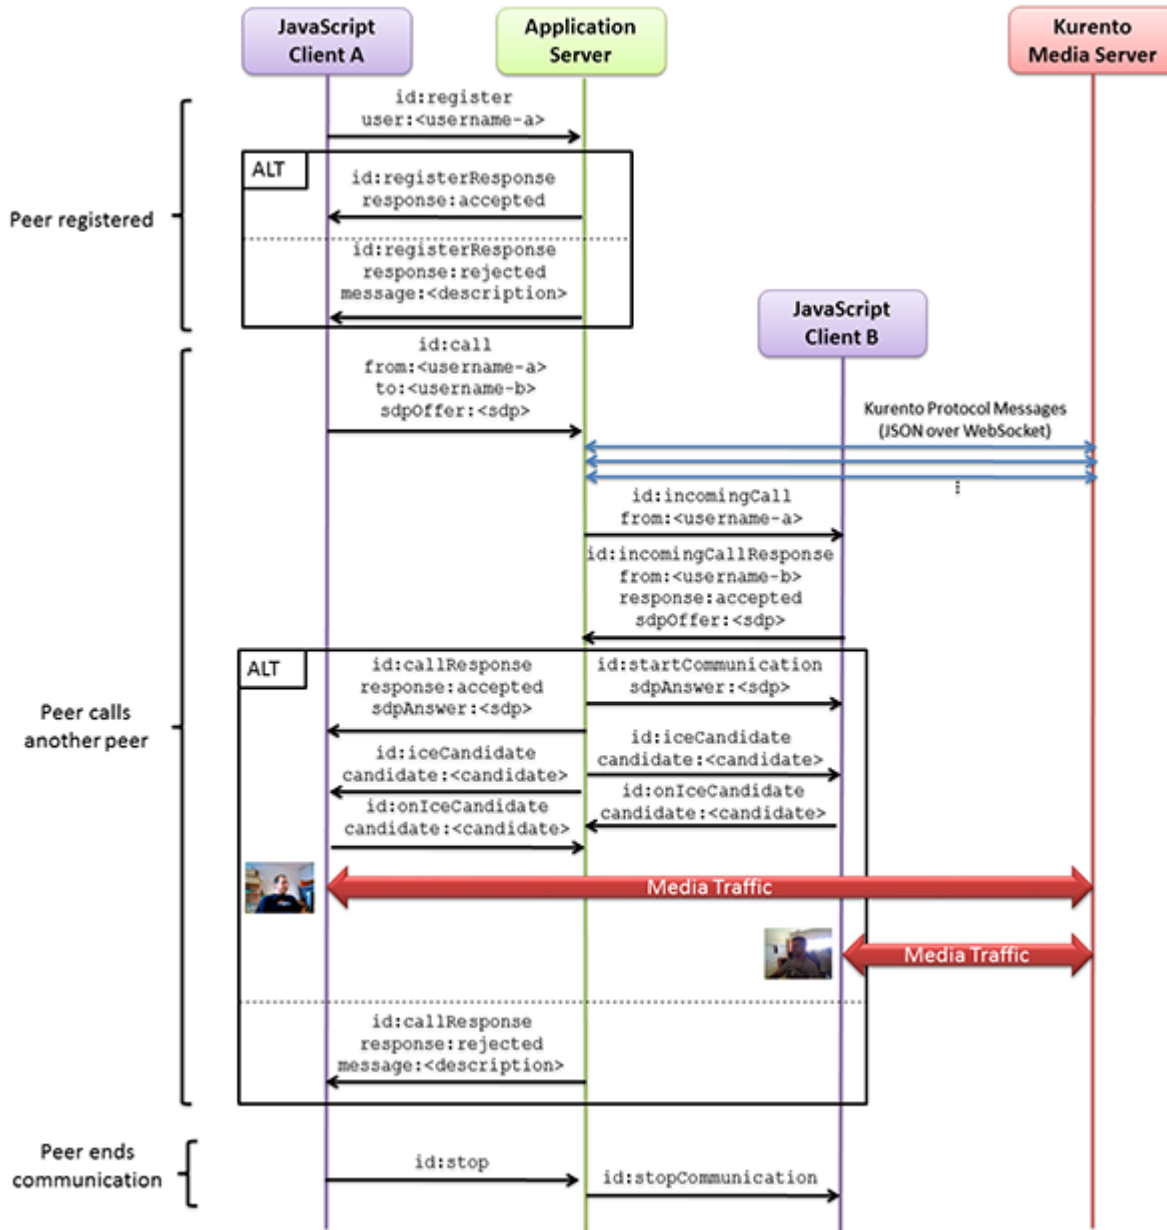 JavaScript
Client A
Application
Server
Kurento
Media Server
id:register
user:<username-a>
ALT
id:registerResponse
response:accepted
Peer registered
id:registerResponse
response:rejected
message:<description>
JavaScript
Client B
id:call
from:<username-a>
to:<username-b>
sdpOffer:<sdp>
Kurento Protocol Messages
(JSON over WebSocket)
⋮
id:incomingCall
from:<username-a>
id:incomingCallResponse
from:<username-b>
response:accepted
sdpOffer:<sdp>
ALT
id:callResponse
response:accepted
sdpAnswer:<sdp>
id:startCommunication
sdpAnswer:<sdp>
Peer calls
another peer
id:iceCandidate
candidate:<candidate>
id:iceCandidate
candidate:<candidate>
id:onIceCandidate
candidate:<candidate>
id:onIceCandidate
candidate:<candidate>
Media Traffic
Media Traffic
id:callResponse
response:rejected
message:<description>
Peer ends
communication
id:stop
id:stopCommunication